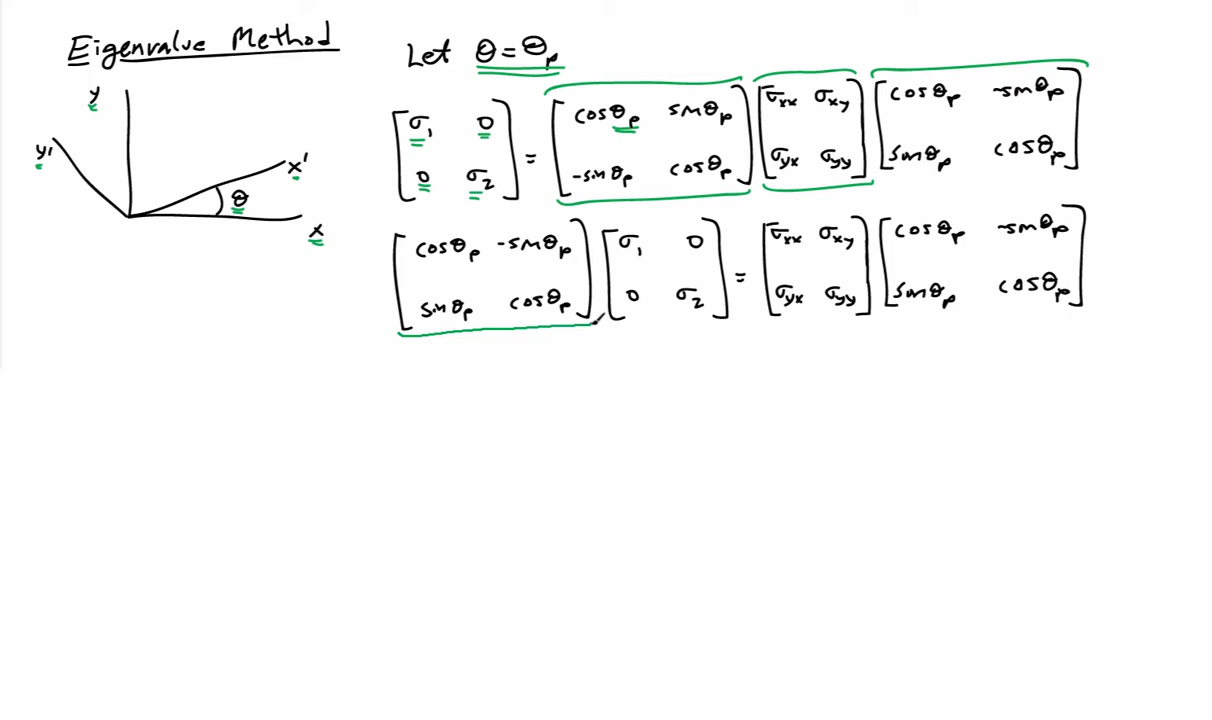 Eigenvalue Method
Let θ = θp
y
y'
x'
θ
x
[σ1 0; 0 σ2] = [cosθp sinθp; -sinθp cosθp] [σxx σxy; σyx σyy] [cosθp -sinθp; sinθp cosθp]
[cosθp -sinθp; sinθp cosθp] [σ1 0; 0 σ2] = [σxx σxy; σyx σyy] [cosθp -sinθp; sinθp cosθp]